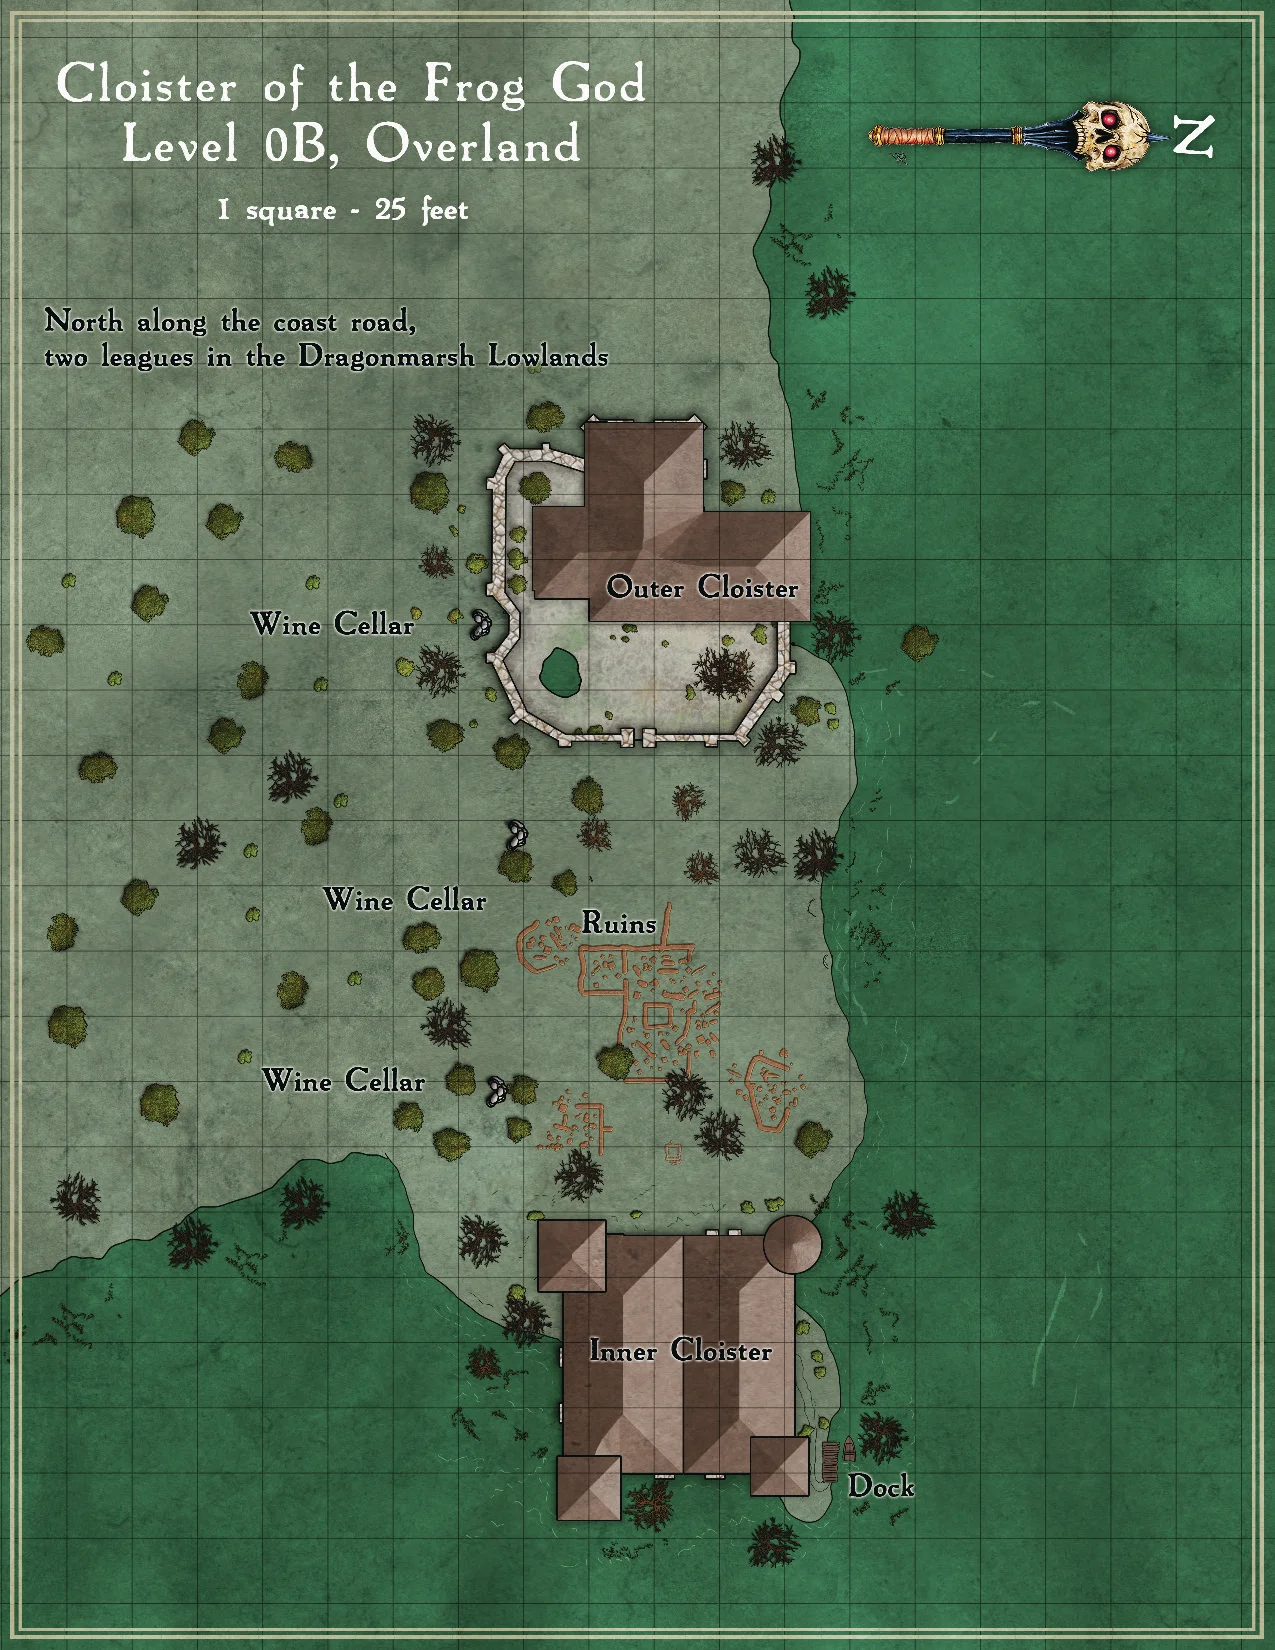 Cloister of the Frog God
Level 0B, Overland
1 square - 25 feet
N
North along the coast road,
two leagues in the Dragonmarsh Lowlands
Outer Cloister
Wine Cellar
Wine Cellar
Ruins
Wine Cellar
Inner Cloister
Dock